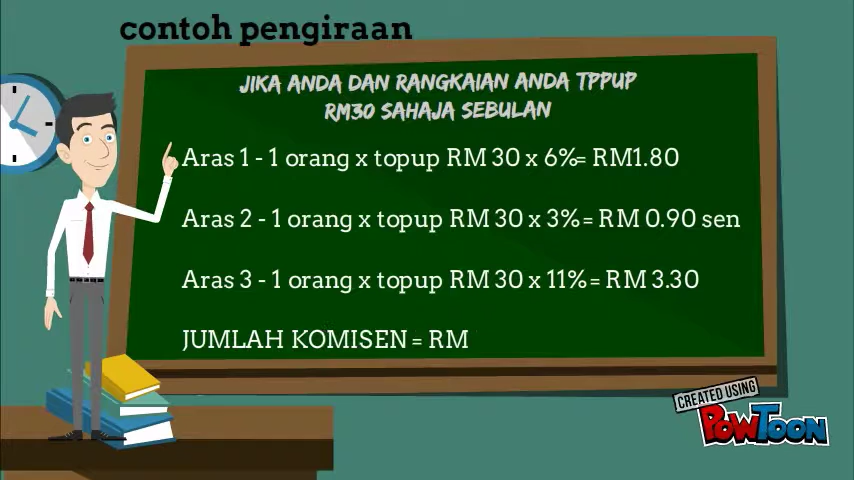 contoh pengiraan
JIKA ANDA DAN RANGKAIAN ANDA TPPUP
RM30 SAHAJA SEBULAN
Aras 1 - 1 orang x topup RM 30 x 6%= RM1.80
Aras 2 - 1 orang x topup RM 30 x 3% = RM 0.90 sen
Aras 3 - 1 orang x topup RM 30 x 11% = RM 3.30
JUMLAH KOMISEN = RM
CREATED USING
POWTOON